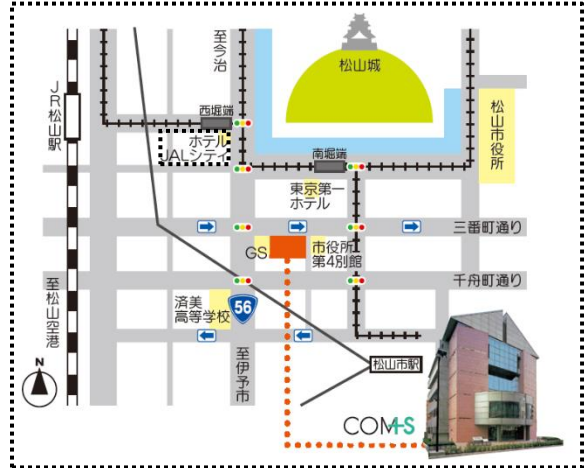 至今治
松山城
JR松山駅
西堀端
ホテル
JALシティ
南堀端
松山市役所
東京第一
ホテル
三番町通り
GS
市役所
第4別館
千舟町通り
至松山空港
済美
高等学校
56
至伊予市
松山市駅
N
COMS